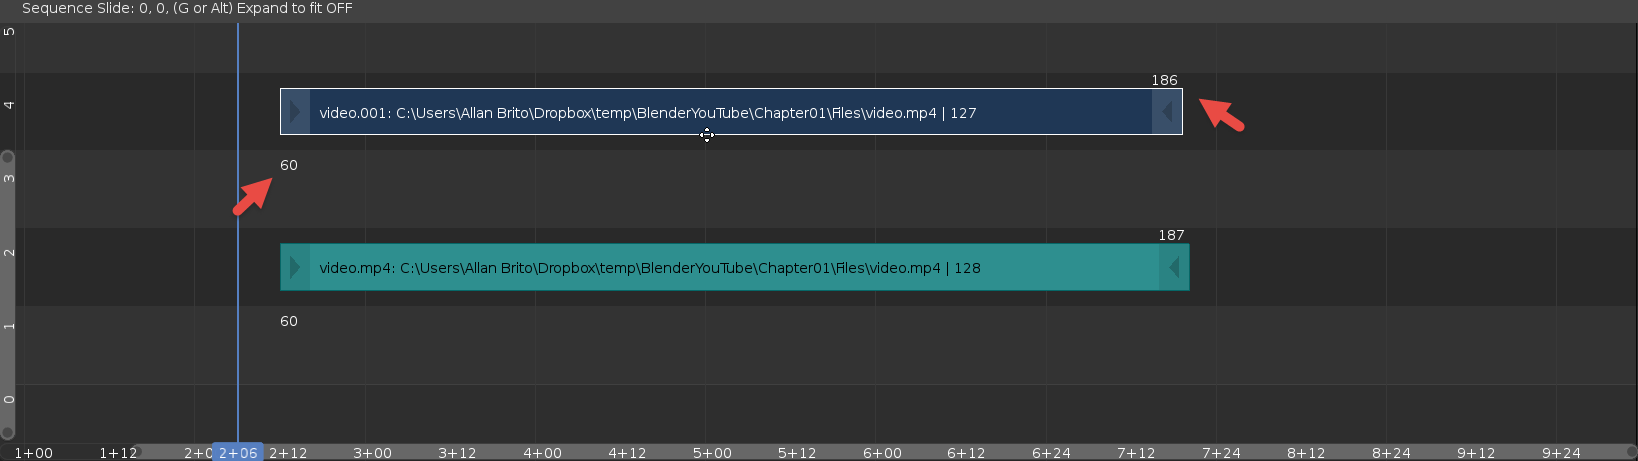 Sequence Slide: 0, 0, (G or Alt) Expand to fit OFF
5
186
4
video.001: C:\Users\Allan Brito\Dropbox\temp\BlenderYouTube\Chapter01\Files\video.mp4 | 127
60
3
187
2
video.mp4: C:\Users\Allan Brito\Dropbox\temp\BlenderYouTube\Chapter01\Files\video.mp4 | 128
60
1
0
1+00 1+12 2+0 2+06 2+12 3+00 3+12 4+00 4+12 5+00 5+12 6+00 6+12 6+24 7+12 7+24 8+12 8+24 9+12 9+24